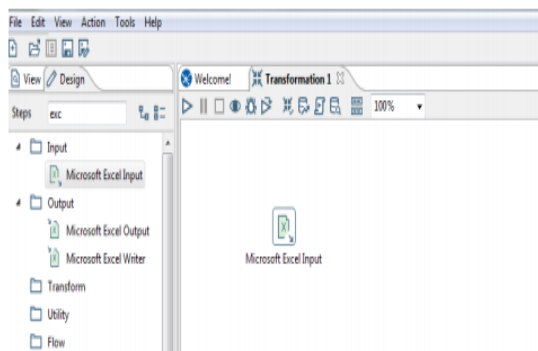 File Edit View Action Tools Help
View Design
Welcome! Transformation 1
Steps exc
100%
Input
Microsoft Excel Input
Output
Microsoft Excel Output
Microsoft Excel Writer
Transform
Utility
Flow
Microsoft Excel Input